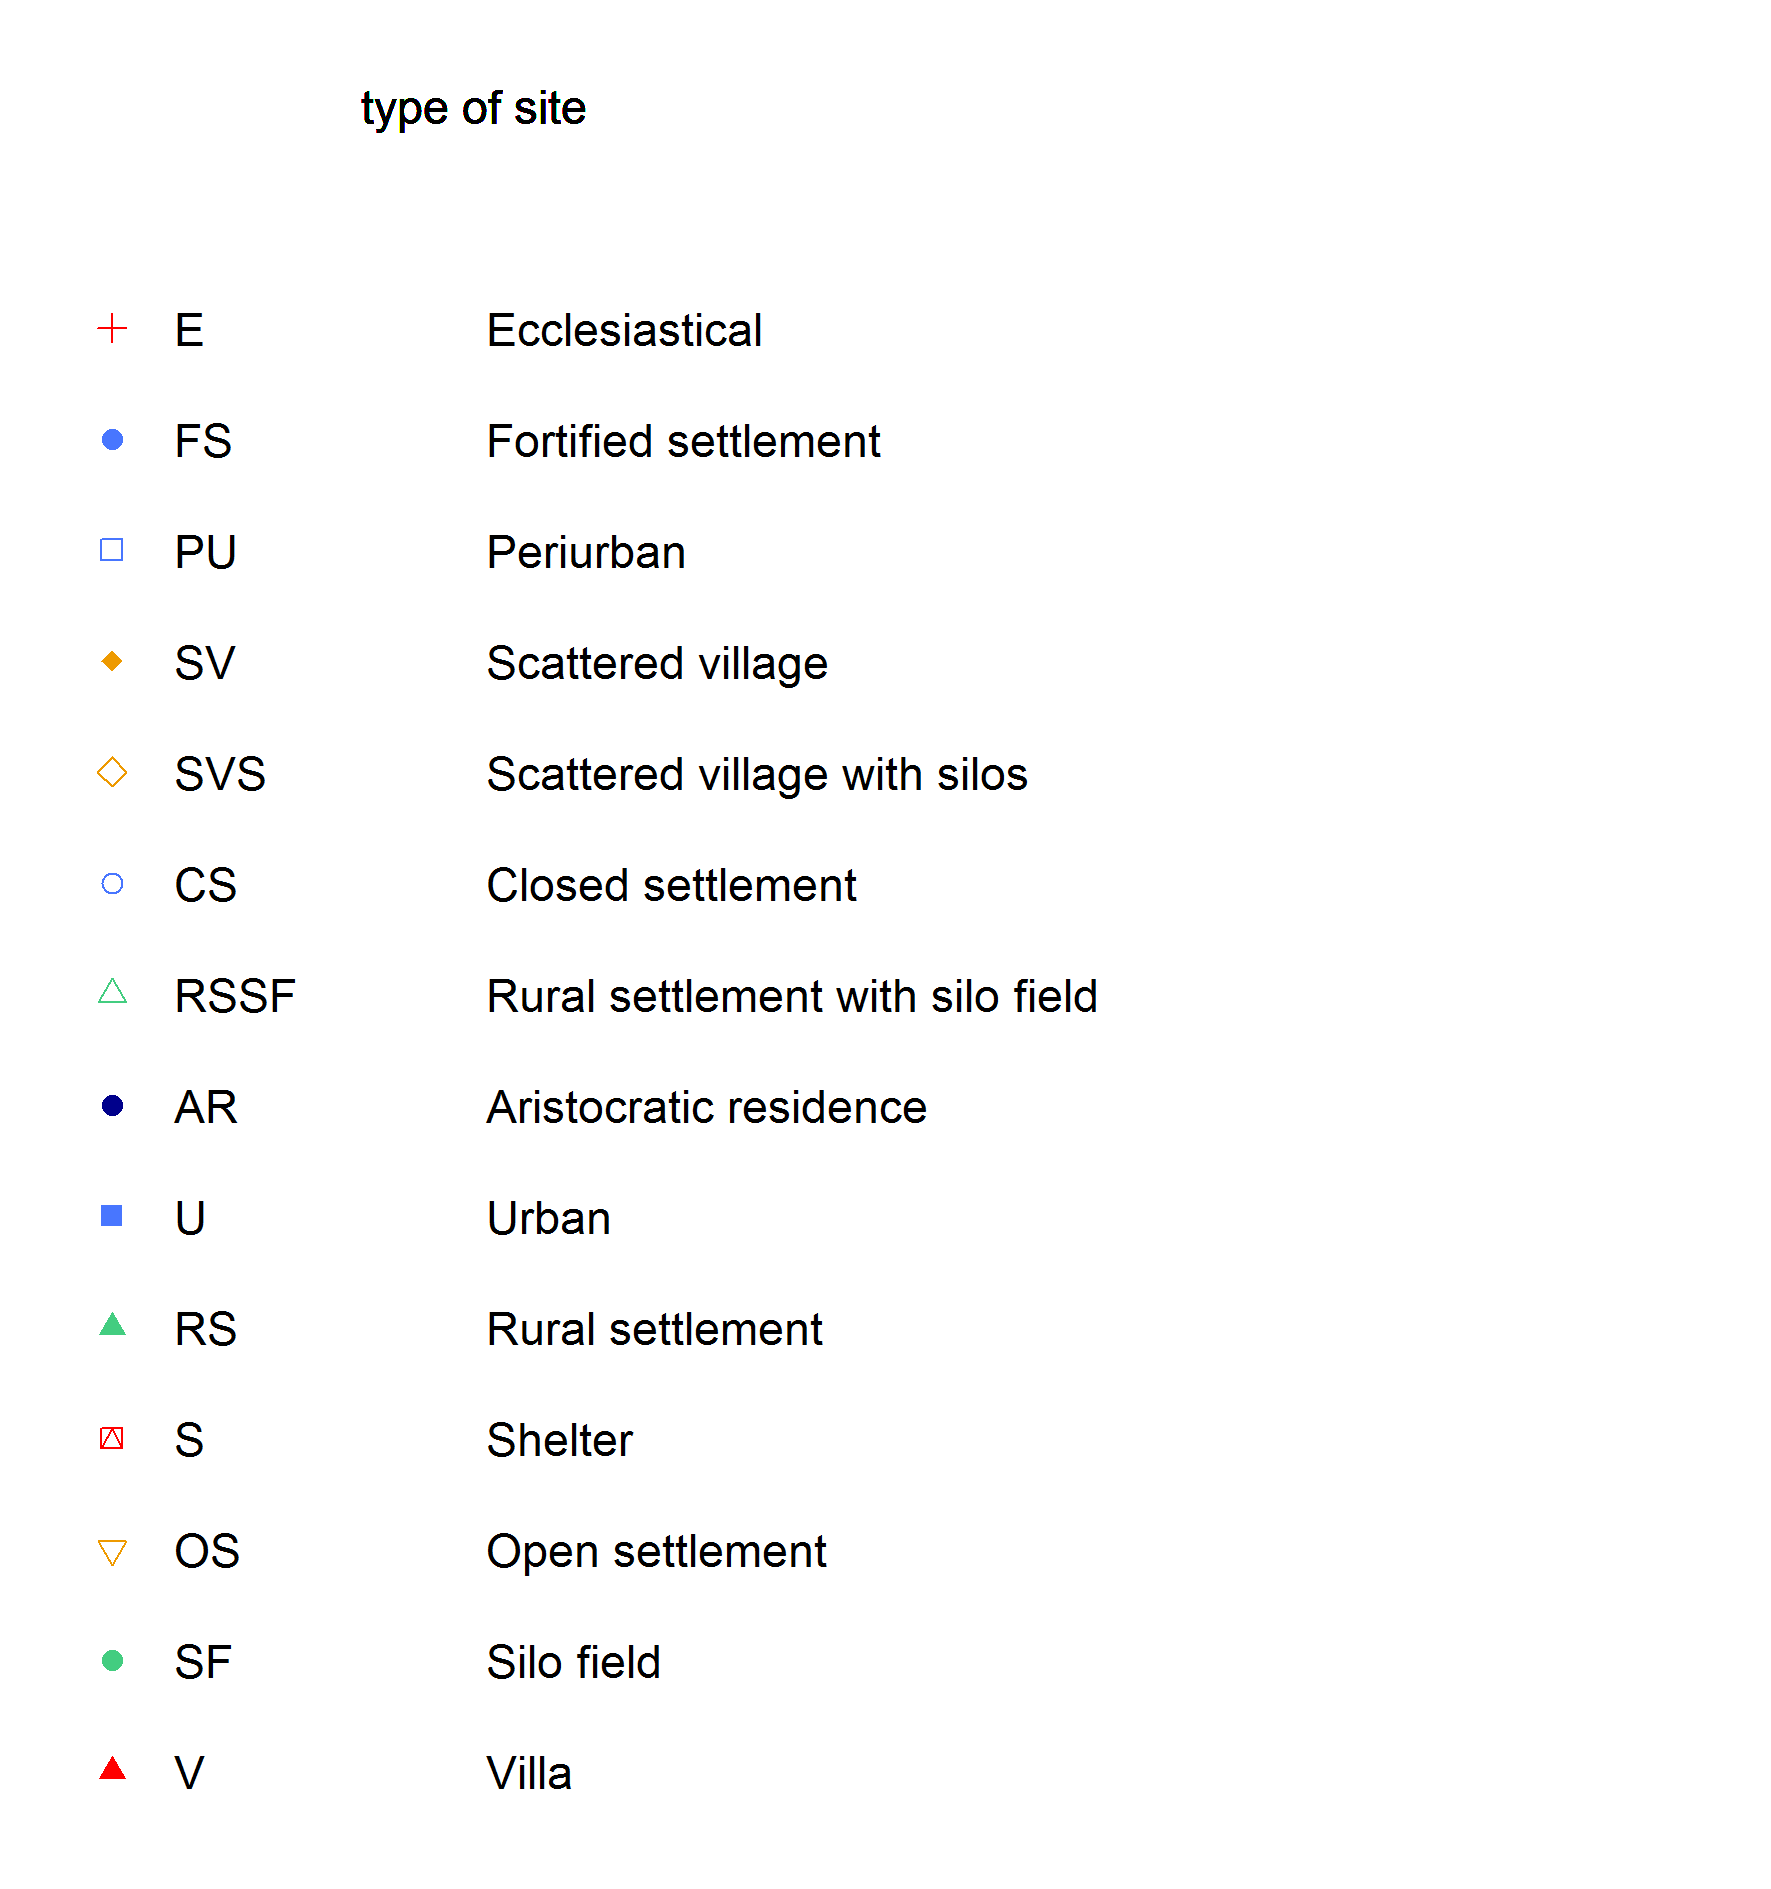 type of site
E Ecclesiastical
FS Fortified settlement
PU Periurban
SV Scattered village
SVS Scattered village with silos
CS Closed settlement
RSSF Rural settlement with silo field
AR Aristocratic residence
U Urban
RS Rural settlement
S Shelter
OS Open settlement
SF Silo field
V Villa